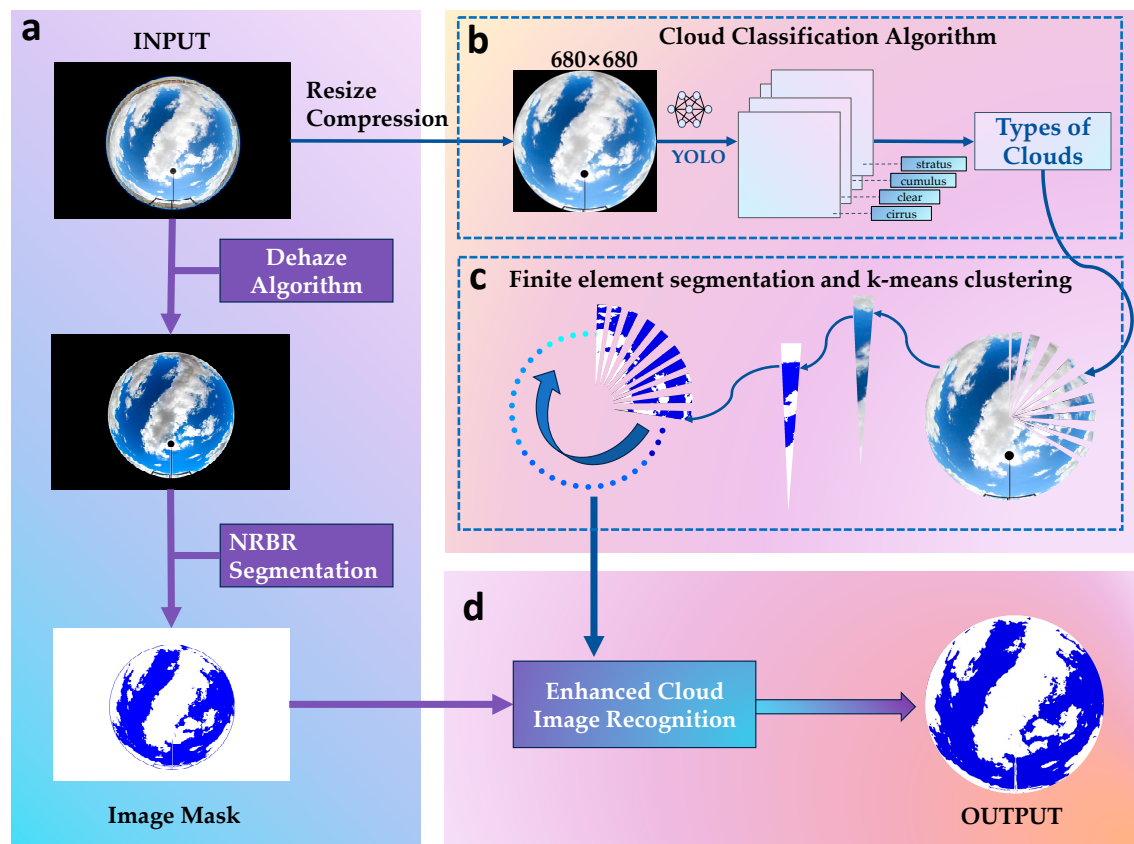 a
INPUT
Resize
Compression
Dehaze
Algorithm
NRBR
Segmentation
Image Mask
b
Cloud Classification Algorithm
680×680
YOLO
stratus
cumulus
clear
cirrus
Types of
Clouds
c
Finite element segmentation and k-means clustering
d
Enhanced Cloud
Image Recognition
OUTPUT